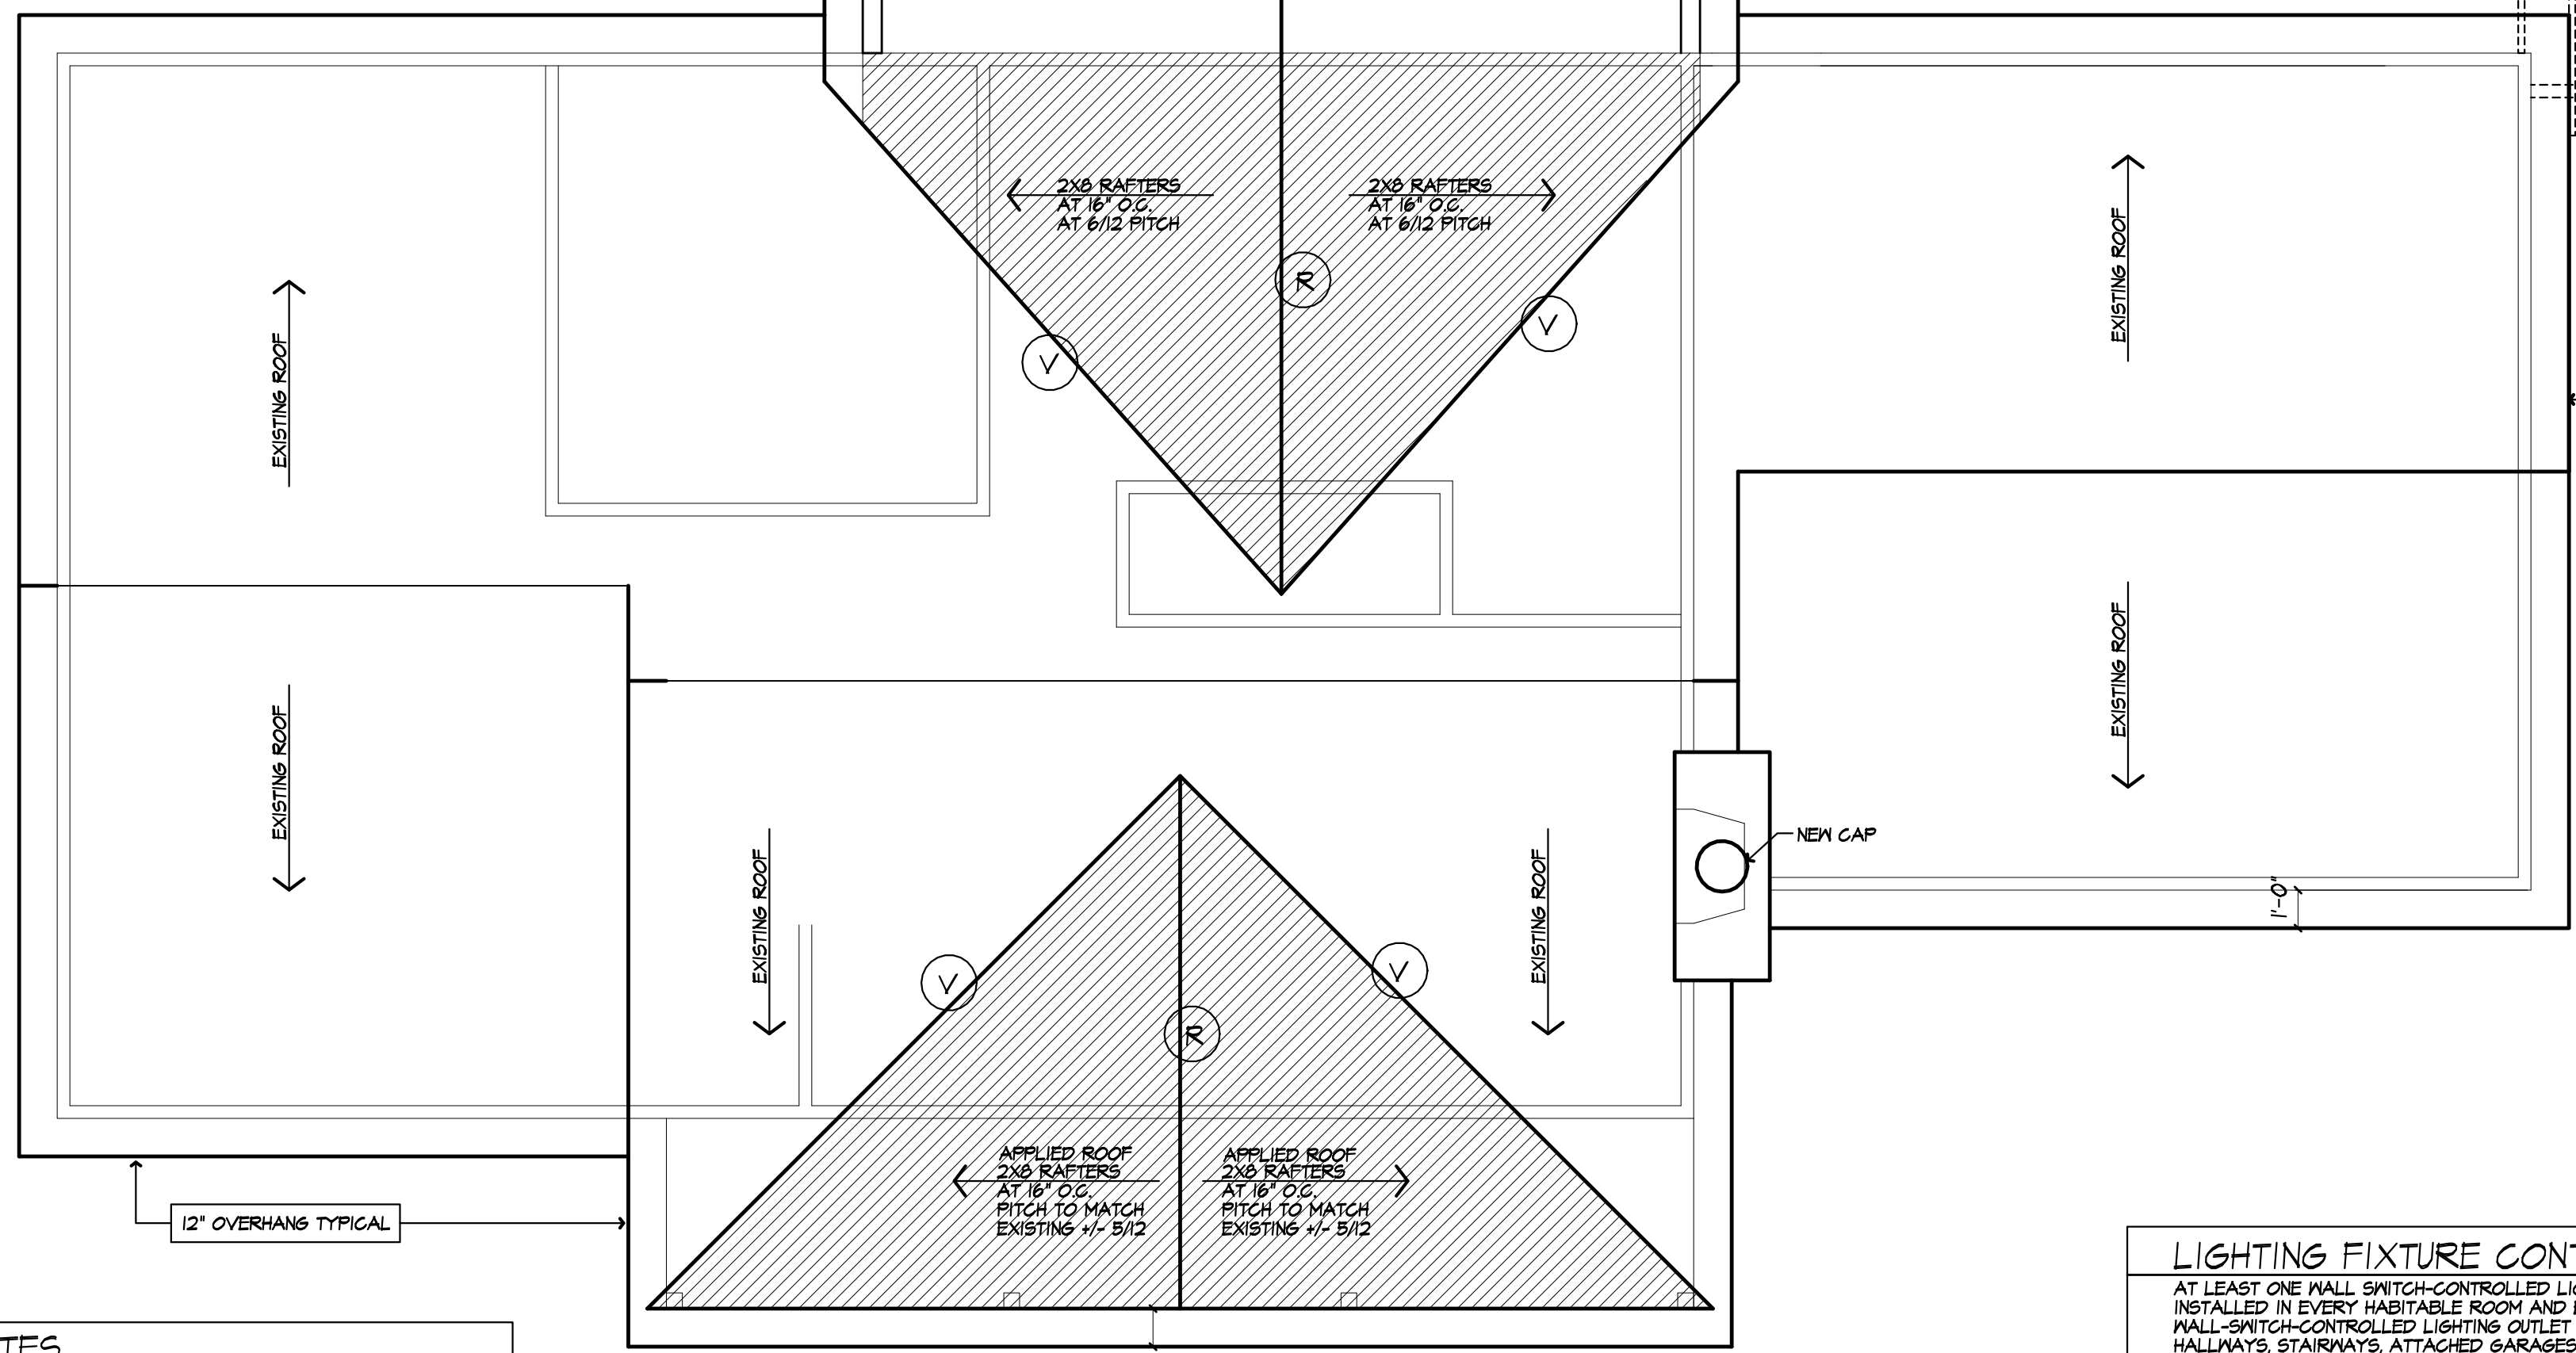 2X8 RAFTERS
AT 16" O.C.
AT 6/12 PITCH
2X8 RAFTERS
AT 16" O.C.
AT 6/12 PITCH
R
V
V
EXISTING ROOF
EXISTING ROOF
EXISTING ROOF
EXISTING ROOF
EXISTING ROOF
EXISTING ROOF
NEW CAP
1'-0"
V
V
R
APPLIED ROOF
2X8 RAFTERS
AT 16" O.C.
PITCH TO MATCH
EXISTING +/- 5/12
APPLIED ROOF
2X8 RAFTERS
AT 16" O.C.
PITCH TO MATCH
EXISTING +/- 5/12
12" OVERHANG TYPICAL
LIGHTING FIXTURE
AT LEAST ONE WALL SWITCH-CONTROLLED
INSTALLED IN EVERY HABITABLE ROOM AND
WALL-SWITCH-CONTROLLED LIGHTING OUTLET
HALLWAYS, STAIRWAYS, ATTACHED GARAGES,